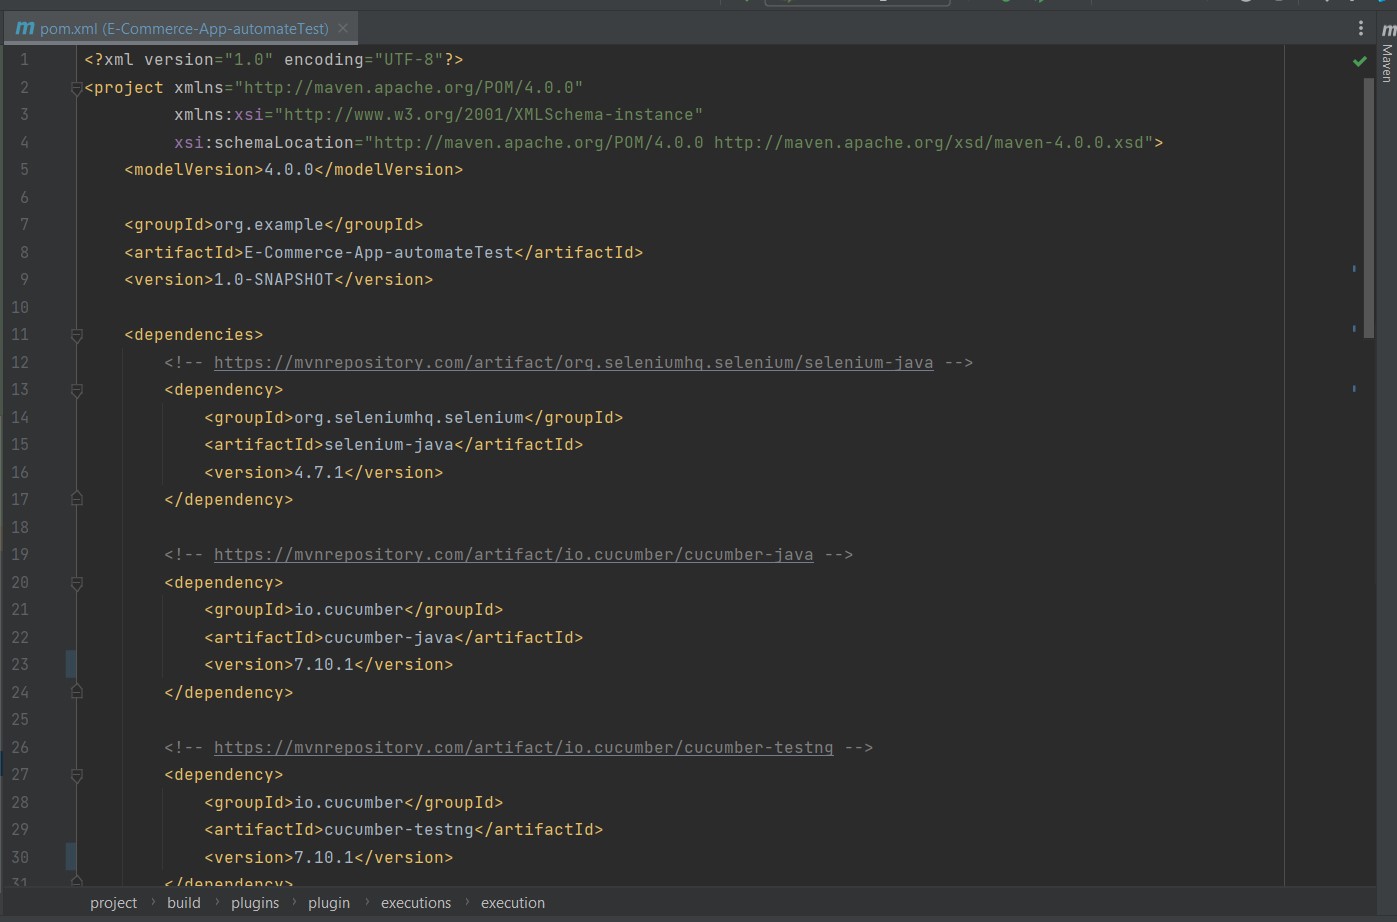 pom.xml (E-Commerce-App-automateTest)
Maven
1 <?xml version="1.0" encoding="UTF-8"?>
2 <project xmlns="http://maven.apache.org/POM/4.0.0"
3 xmlns:xsi="http://www.w3.org/2001/XMLSchema-instance"
4 xsi:schemaLocation="http://maven.apache.org/POM/4.0.0 http://maven.apache.org/xsd/maven-4.0.0.xsd">
5 <modelVersion>4.0.0</modelVersion>
6
7 <groupId>org.example</groupId>
8 <artifactId>E-Commerce-App-automateTest</artifactId>
9 <version>1.0-SNAPSHOT</version>
10
11 <dependencies>
12 <!-- https://mvnrepository.com/artifact/org.seleniumhq.selenium/selenium-java -->
13 <dependency>
14 <groupId>org.seleniumhq.selenium</groupId>
15 <artifactId>selenium-java</artifactId>
16 <version>4.7.1</version>
17 </dependency>
18
19 <!-- https://mvnrepository.com/artifact/io.cucumber/cucumber-java -->
20 <dependency>
21 <groupId>io.cucumber</groupId>
22 <artifactId>cucumber-java</artifactId>
23 <version>7.10.1</version>
24 </dependency>
25
26 <!-- https://mvnrepository.com/artifact/io.cucumber/cucumber-testng -->
27 <dependency>
28 <groupId>io.cucumber</groupId>
29 <artifactId>cucumber-testng</artifactId>
30 <version>7.10.1</version>
31 </dependency>
project › build › plugins › plugin › executions › execution